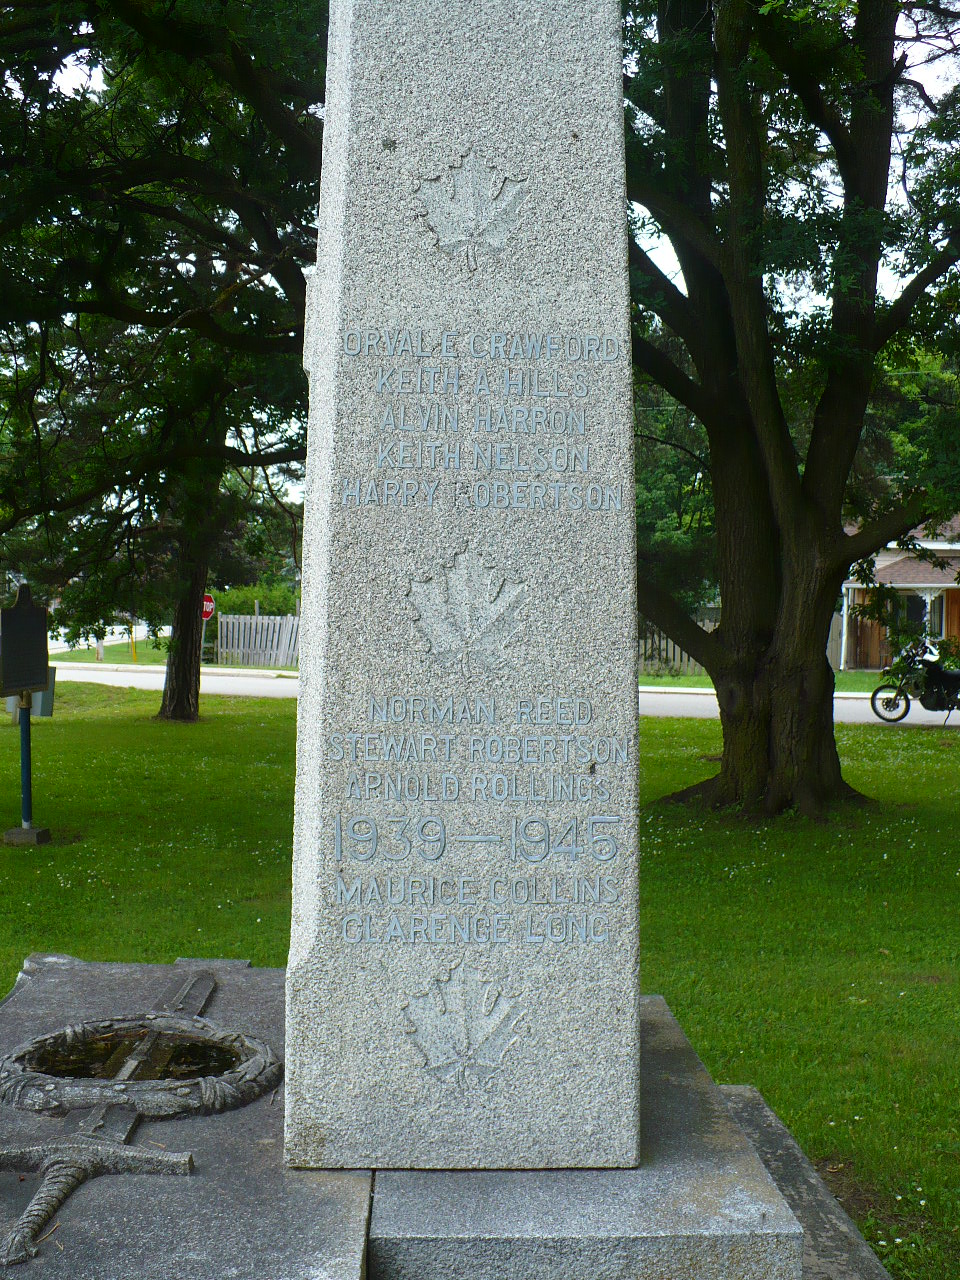 ORVAL E CRAWFORD
KEITH A HILLS
ALVIN HARRON
KEITH NELSON
HARRY ROBERTSON
NORMAN REED
STEWART ROBERTSON
ARNOLD ROLLINGS
1939—1945
MAURICE COLLINS
CLARENCE LONG
STOP